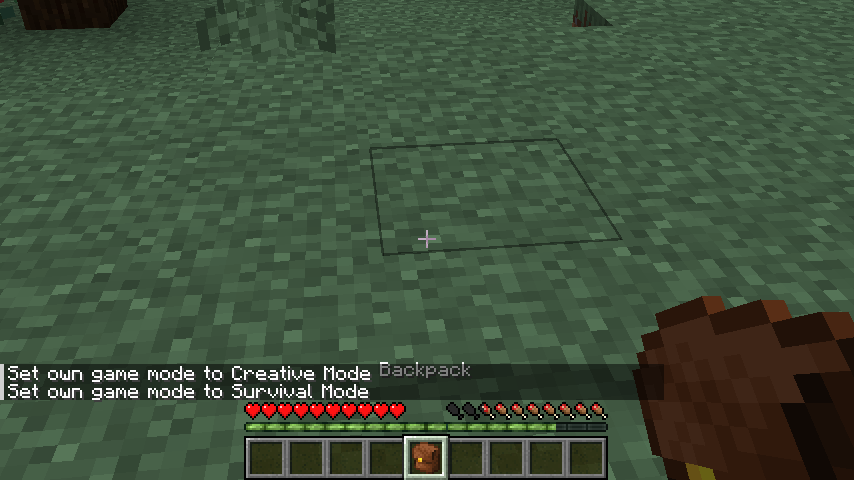 Set own game mode to Creative Mode
Backpack
Set own game mode to Survival Mode